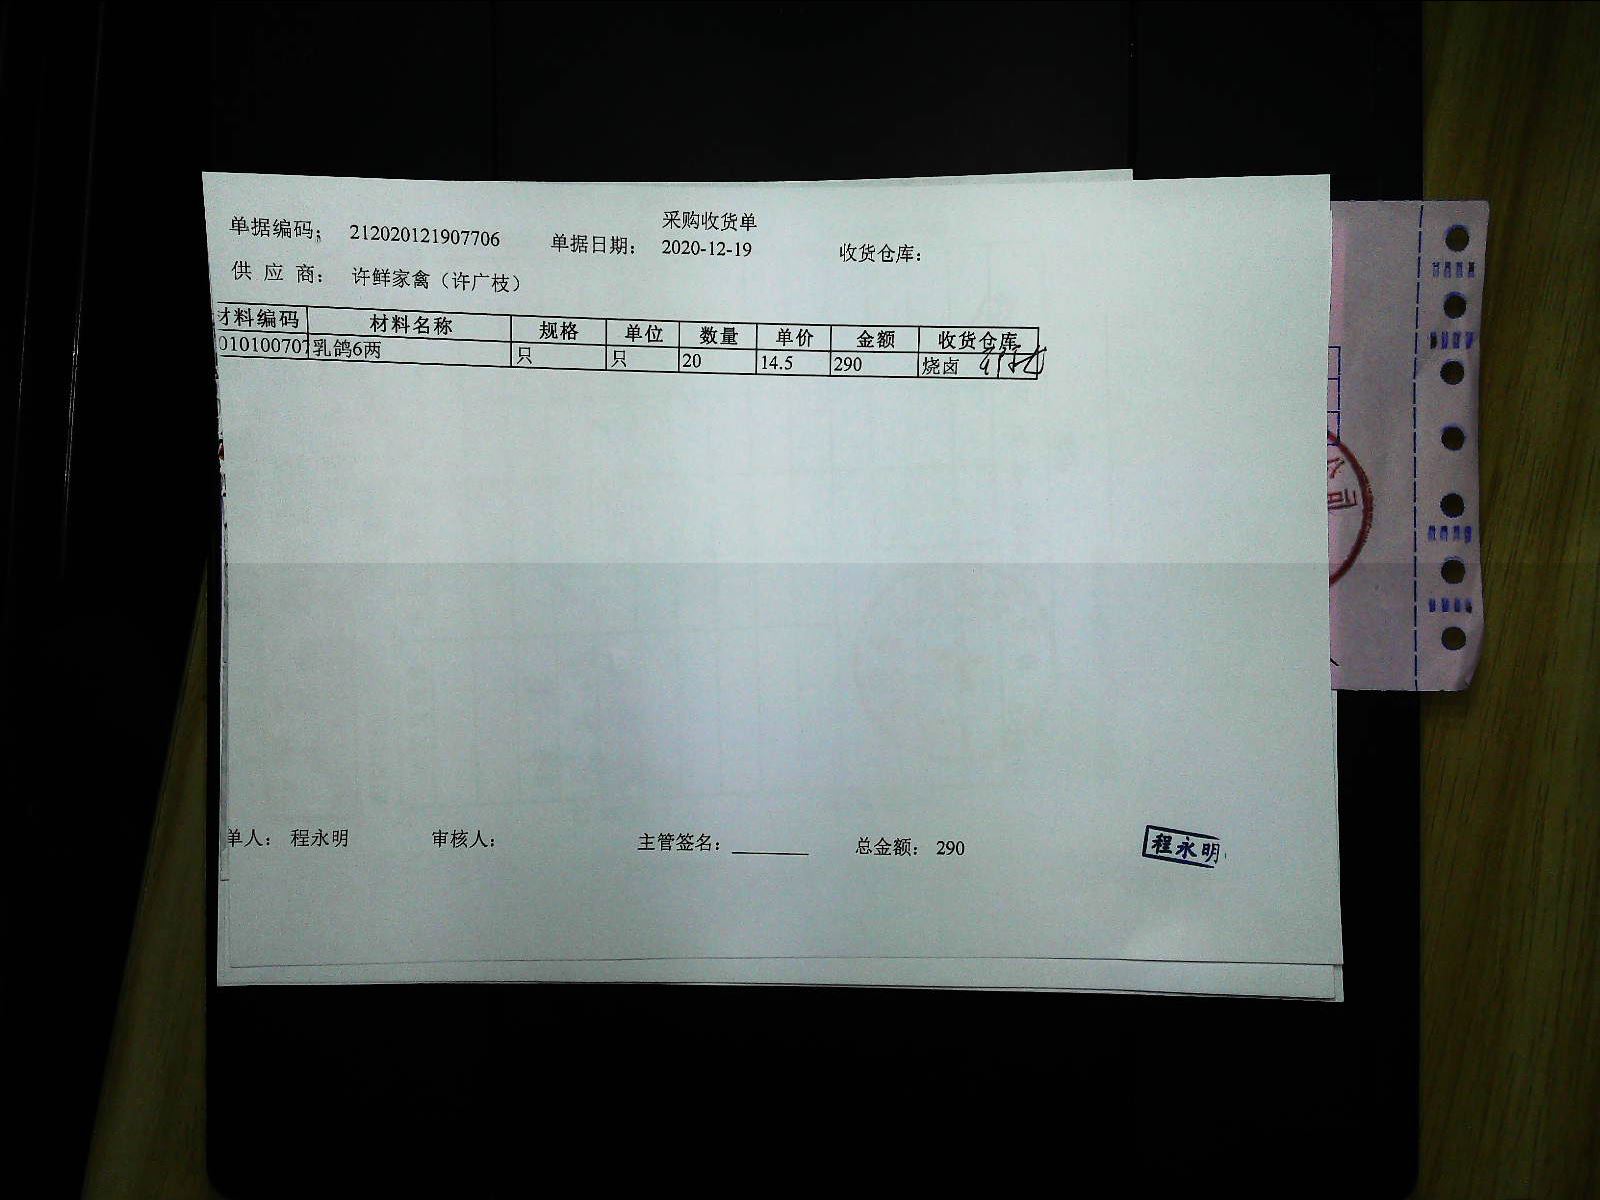 采购收货单
单据编码: 212020121907706 单据日期: 2020-12-19 收货仓库:
供 应 商: 许鲜家禽（许广枝）
材料编码 材料名称 规格 单位 数量 单价 金额 收货仓库
010100707 乳鸽6两 只 只 20 14.5 290 烧卤
单人: 程永明 审核人: 主管签名: ________ 总金额: 290
程永明
公司